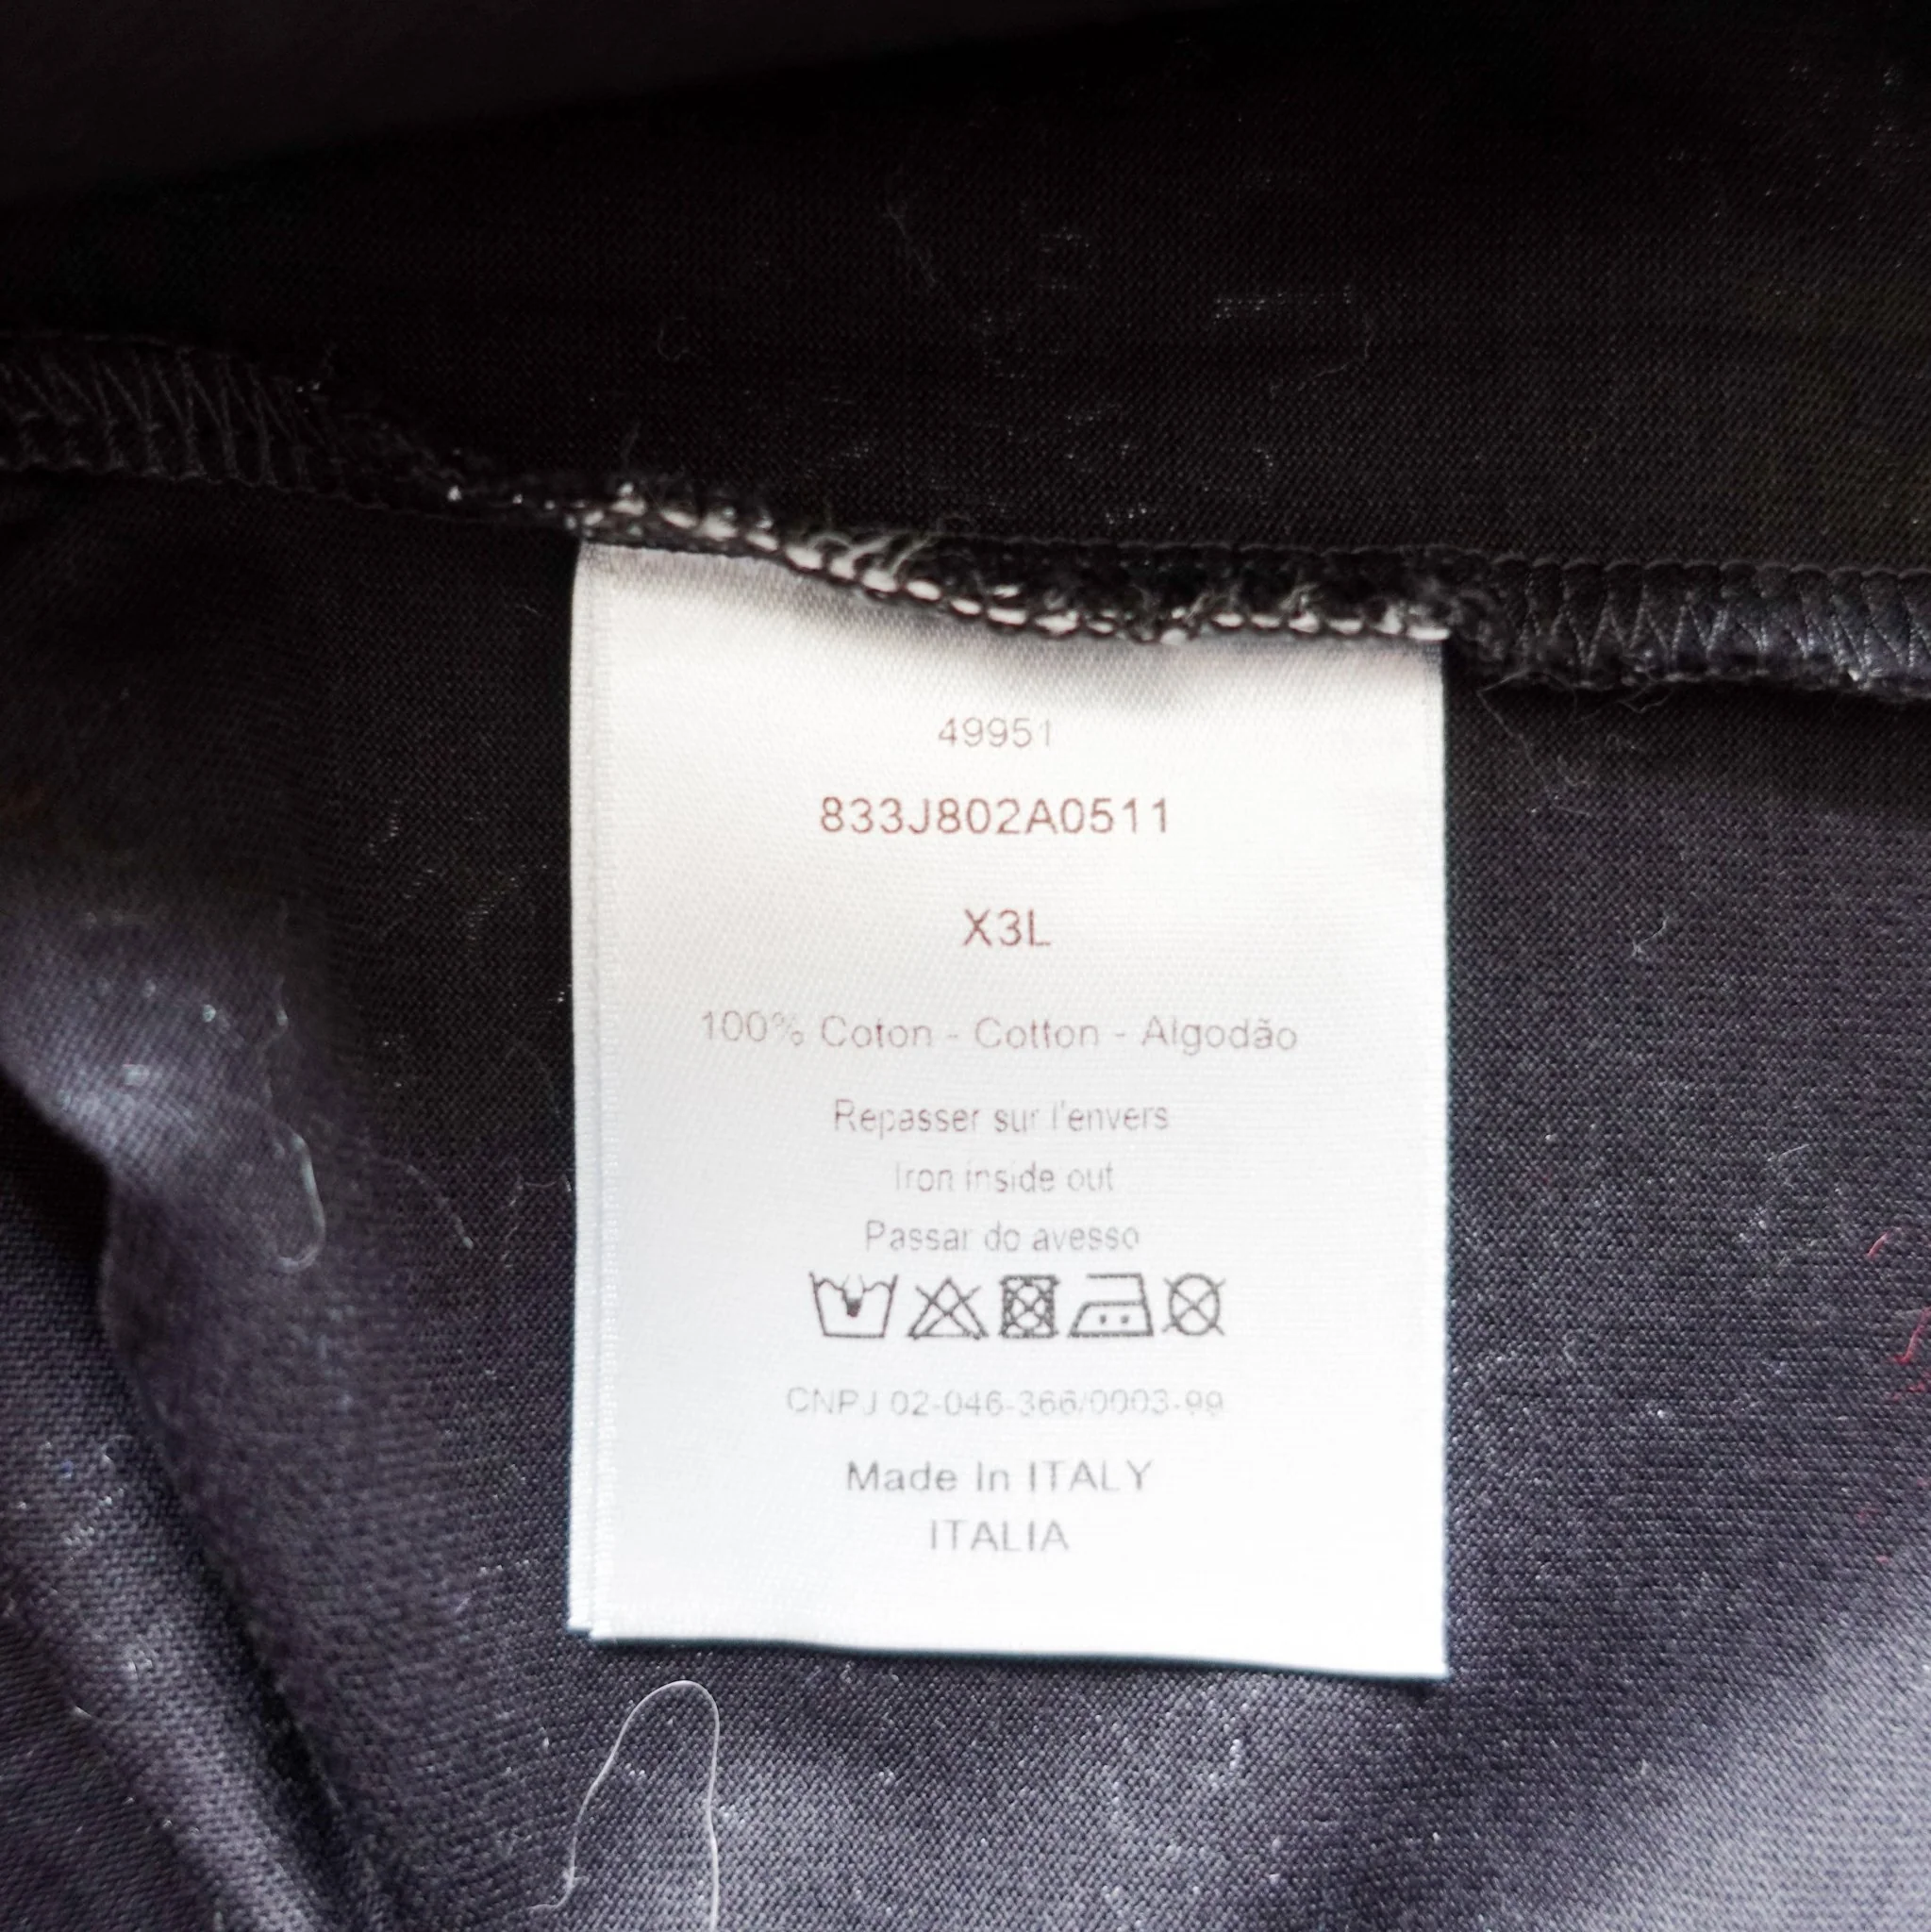 49951
833J802A0511
X3L
100% Coton - Cotton - Algodão
Repasser sur l'envers
Iron inside out
Passar do avesso
CNPJ 02-046-366/0003-99
Made In ITALY
ITALIA